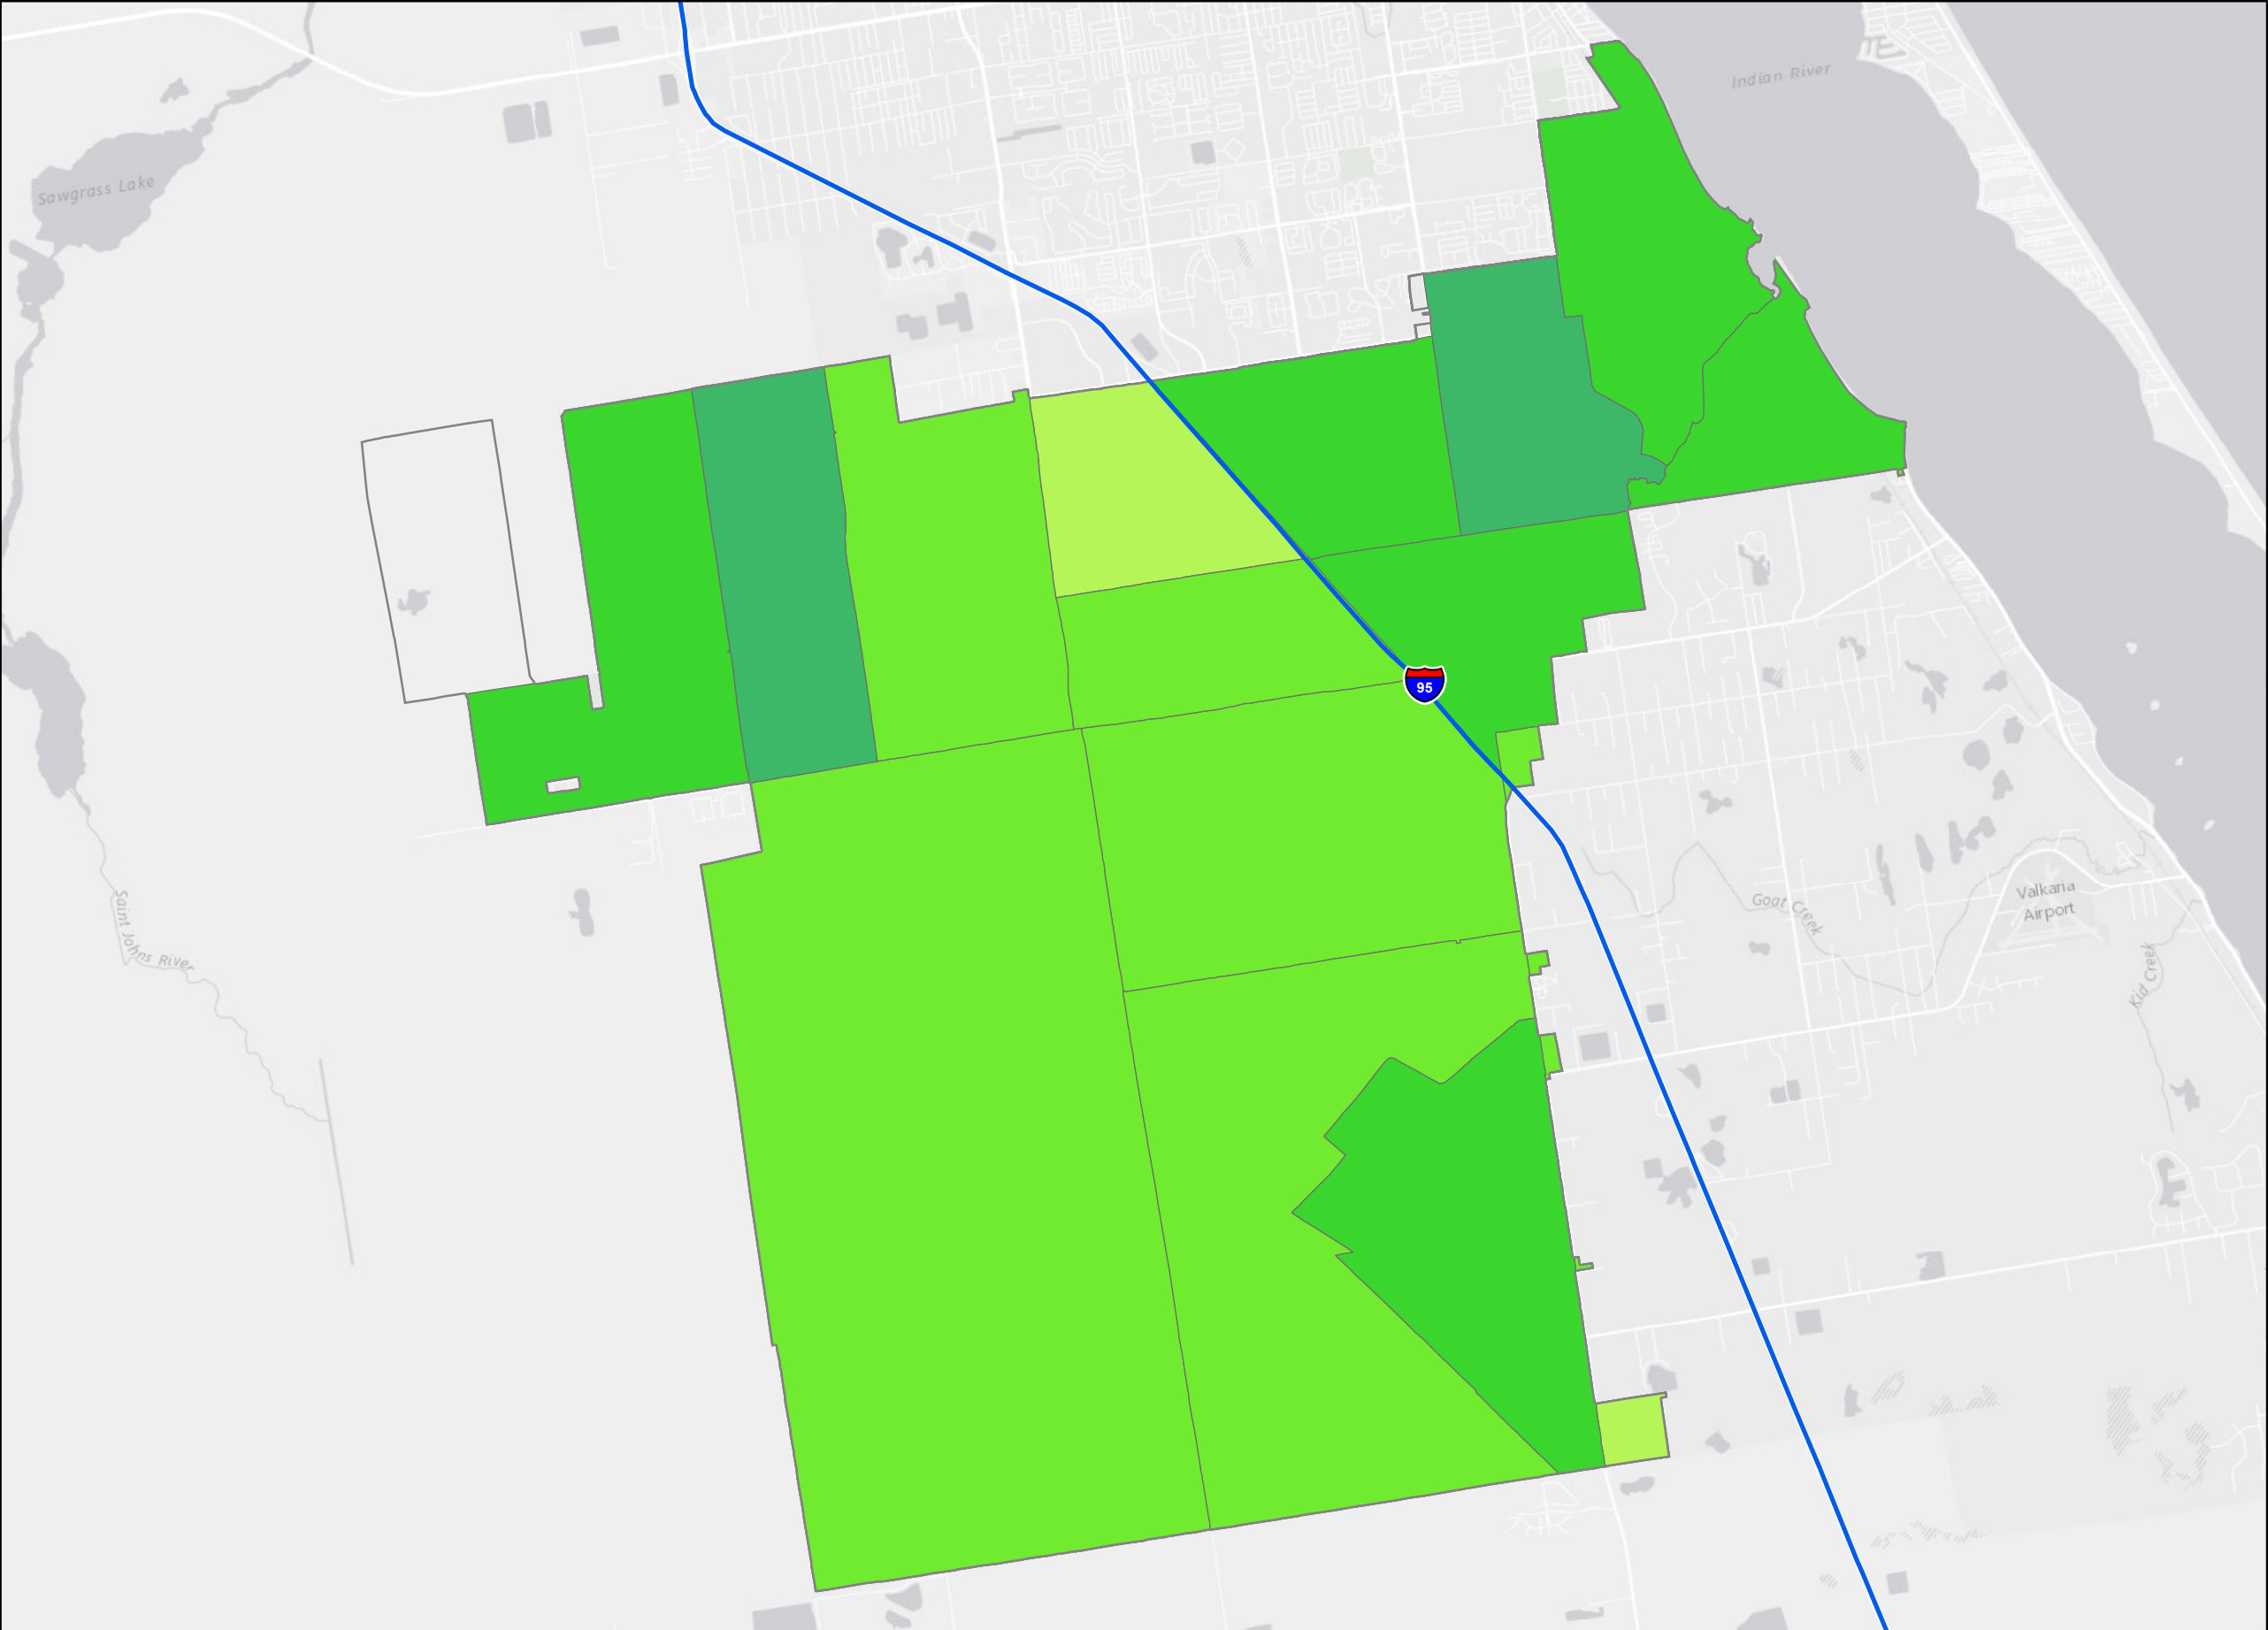 Indian River
Sawgrass Lake
95
Valkaria
Airport
Goat Creek
Saint Johns River
Kid Creek